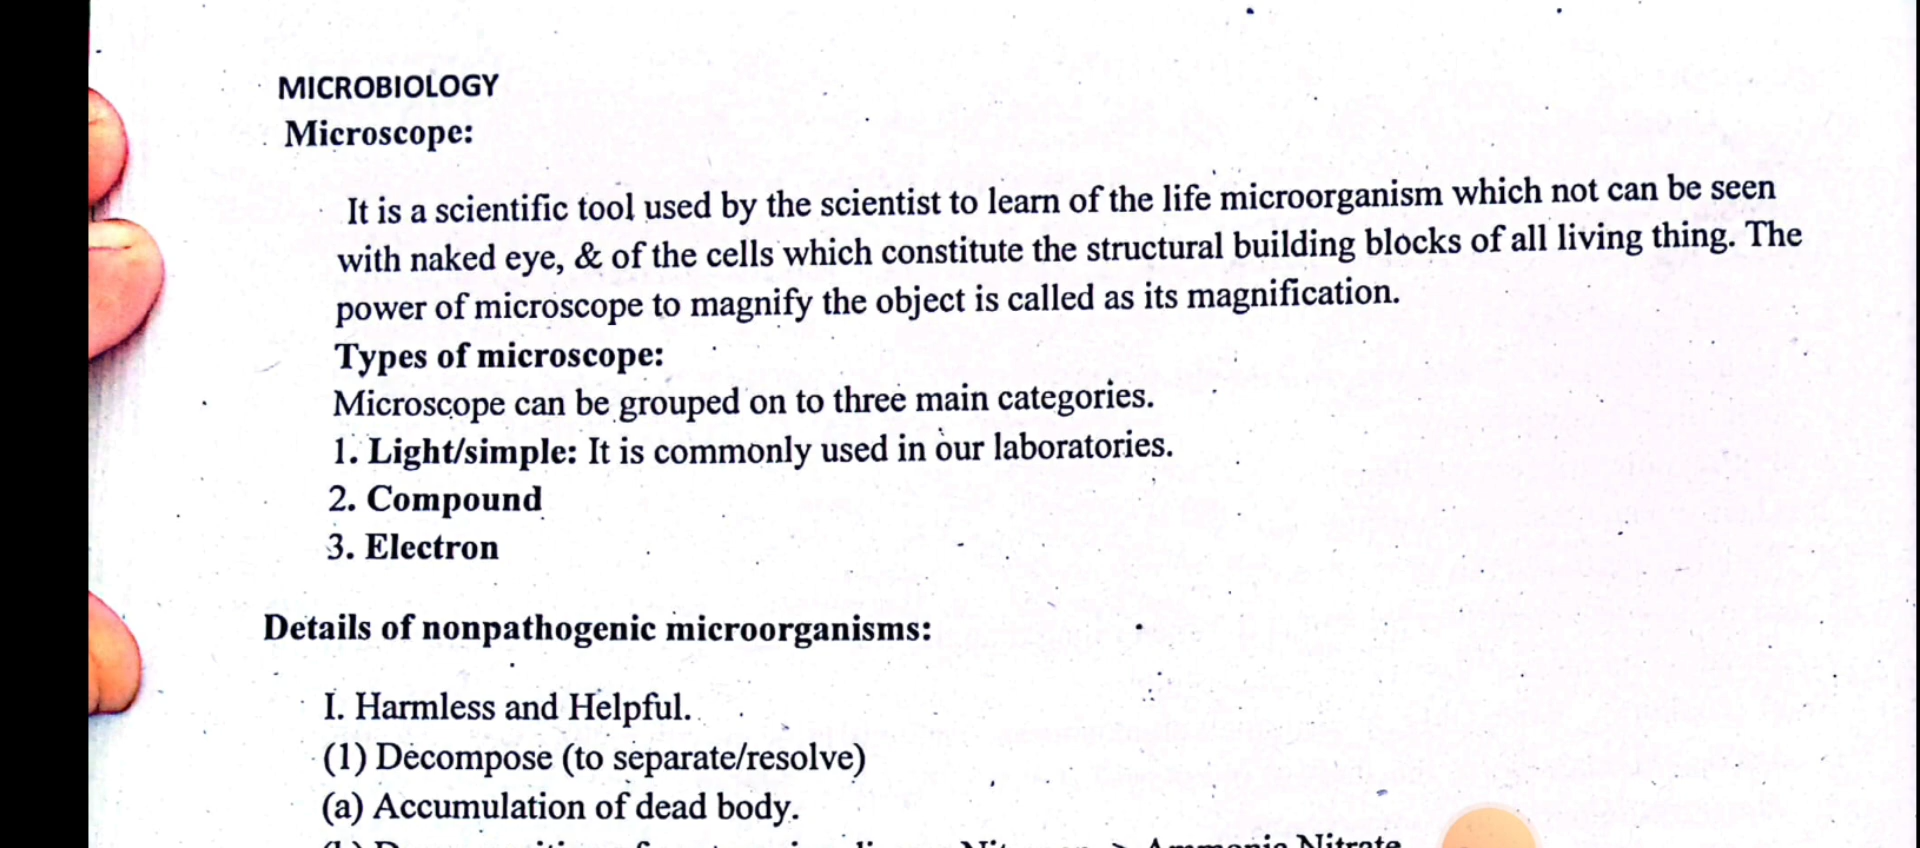 MICROBIOLOGY
Microscope:
It is a scientific tool used by the scientist to learn of the life microorganism which not can be seen
with naked eye, & of the cells which constitute the structural building blocks of all living thing. The
power of microscope to magnify the object is called as its magnification.
Types of microscope:
Microscope can be grouped on to three main categories.
1. Light/simple: It is commonly used in our laboratories.
2. Compound
3. Electron
Details of nonpathogenic microorganisms:
I. Harmless and Helpful.
(1) Decompose (to separate/resolve)
(a) Accumulation of dead body.
Ammonia Nitrate